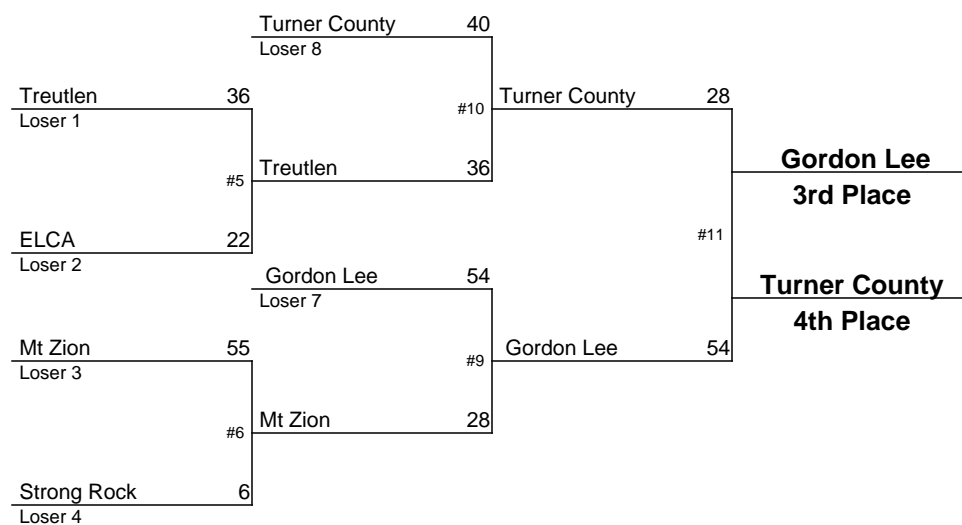 Turner County 40
Loser 8
Treutlen 36
Loser 1
#10
Turner County 28
Gordon Lee
3rd Place
#5
Treutlen 36
ELCA 22
Loser 2
#11
Gordon Lee 54
Loser 7
Turner County
4th Place
Mt Zion 55
Loser 3
#9
Gordon Lee 54
#6
Mt Zion 28
Strong Rock 6
Loser 4